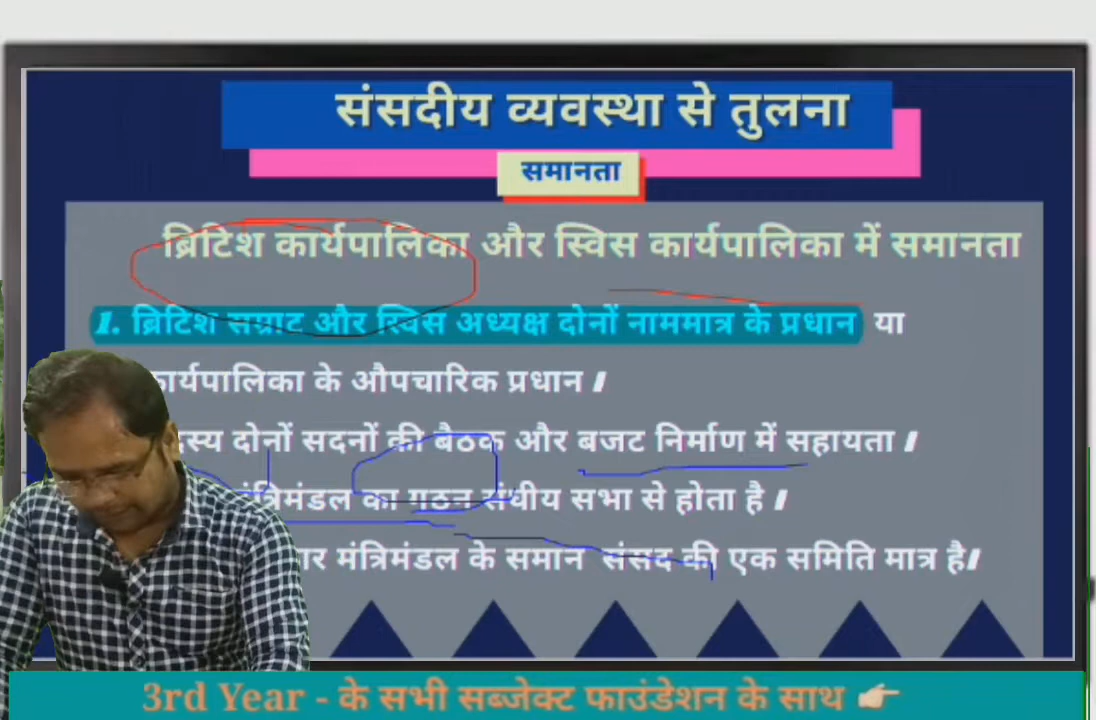 संसदीय व्यवस्था से तुलना
समानता
ब्रिटिश कार्यपालिका और स्विस कार्यपालिका में समानता
1. ब्रिटिश सम्राट और स्विस अध्यक्ष दोनों नाममात्र के प्रधान या
कार्यपालिका के औपचारिक प्रधान ।
दोनों सदनों की बैठक और बजट निर्माण में सहायता ।
मंत्रिमंडल का गठन संघीय सभा से होता है ।
मंत्रिमंडल के समान संसद की एक समिति मात्र है।
3rd Year - के सभी सब्जेक्ट फाउंडेशन के साथ